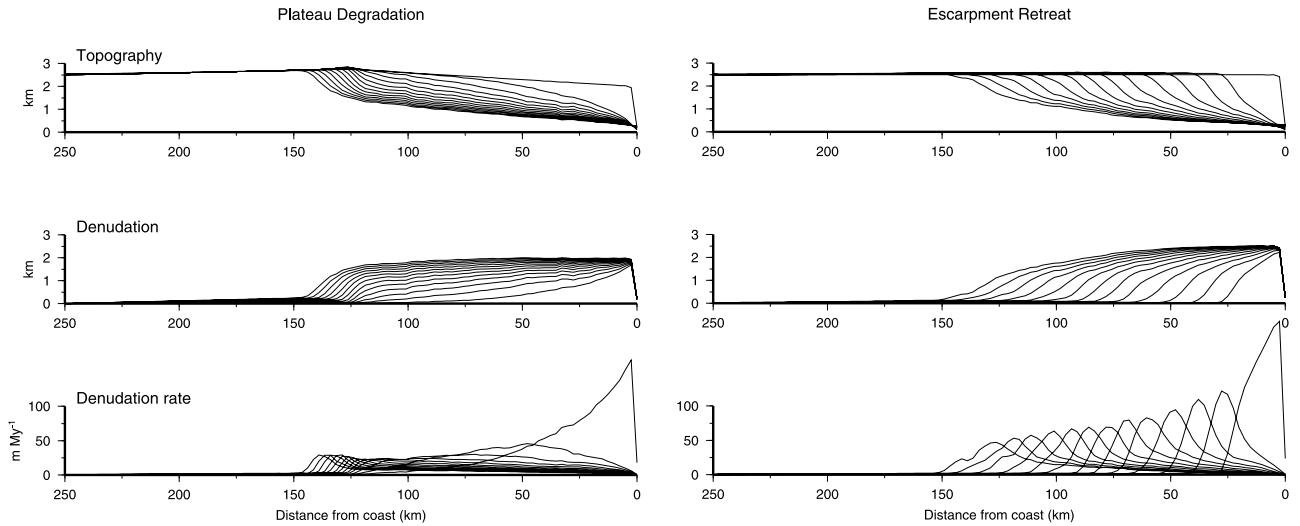 Plateau Degradation
Escarpment Retreat
Topography
3
2
1
0
km
250 200 150 100 50 0
3
2
1
0
km
250 200 150 100 50 0
Denudation
3
2
1
0
km
250 200 150 100 50 0
3
2
1
0
250 200 150 100 50 0
Denudation rate
100
50
0
m My⁻¹
250 200 150 100 50 0
Distance from coast (km)
100
50
0
250 200 150 100 50 0
Distance from coast (km)